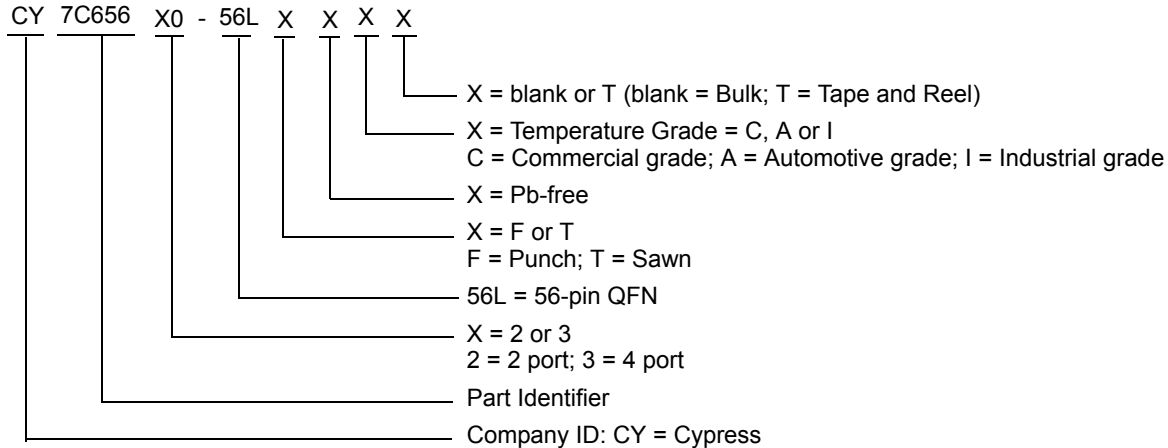 CY 7C656 X0 - 56L X X X X
X = blank or T (blank = Bulk; T = Tape and Reel)
X = Temperature Grade = C, A or I
C = Commercial grade; A = Automotive grade; I = Industrial grade
X = Pb-free
X = F or T
F = Punch; T = Sawn
56L = 56-pin QFN
X = 2 or 3
2 = 2 port; 3 = 4 port
Part Identifier
Company ID: CY = Cypress